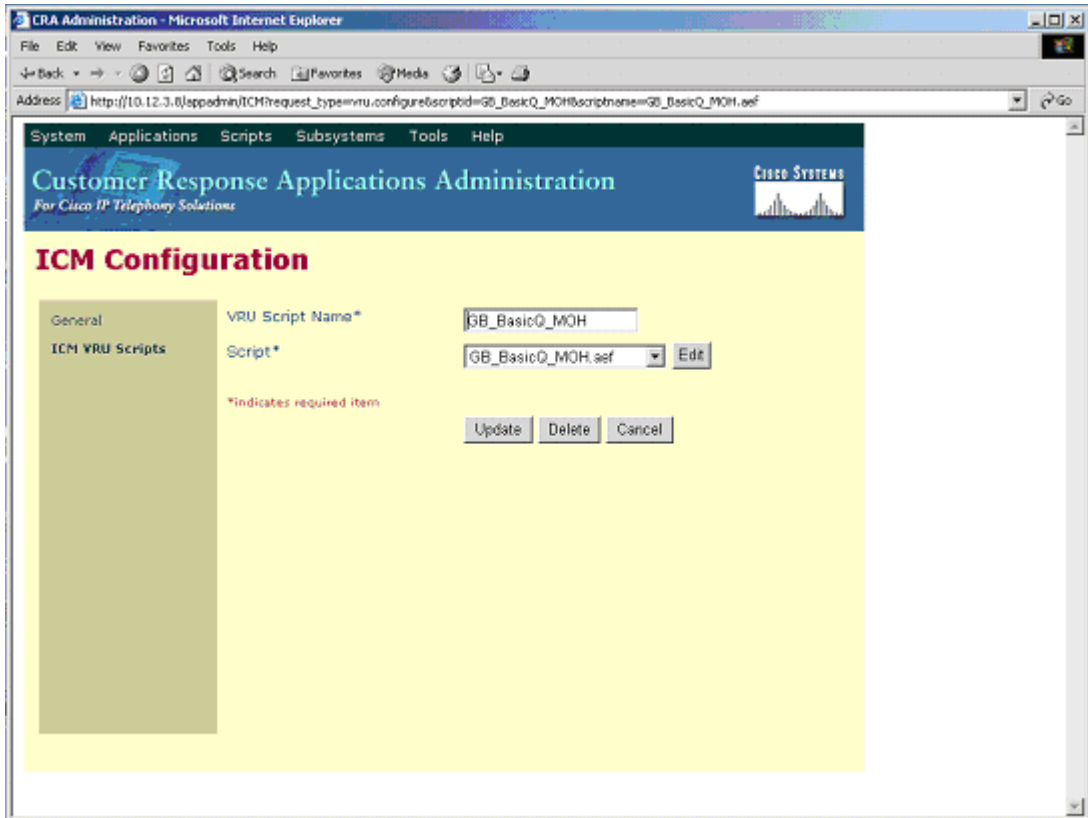 CRA Administration - Microsoft Internet Explorer
File Edit View Favorites Tools Help
Back Search Favorites Media
Address http://10.12.3.8/appadmin/ICM?request_type=vru.configure&scriptid=GB_BasicQ_MOH&scriptname=GB_BasicQ_MOH.aef Go
System Applications Scripts Subsystems Tools Help
Customer Response Applications Administration
For Cisco IP Telephony Solutions
CISCO SYSTEMS
ICM Configuration
General
ICM VRU Scripts
VRU Script Name* GB_BasicQ_MOH
Script* GB_BasicQ_MOH.aef Edit
*indicates required item
Update Delete Cancel